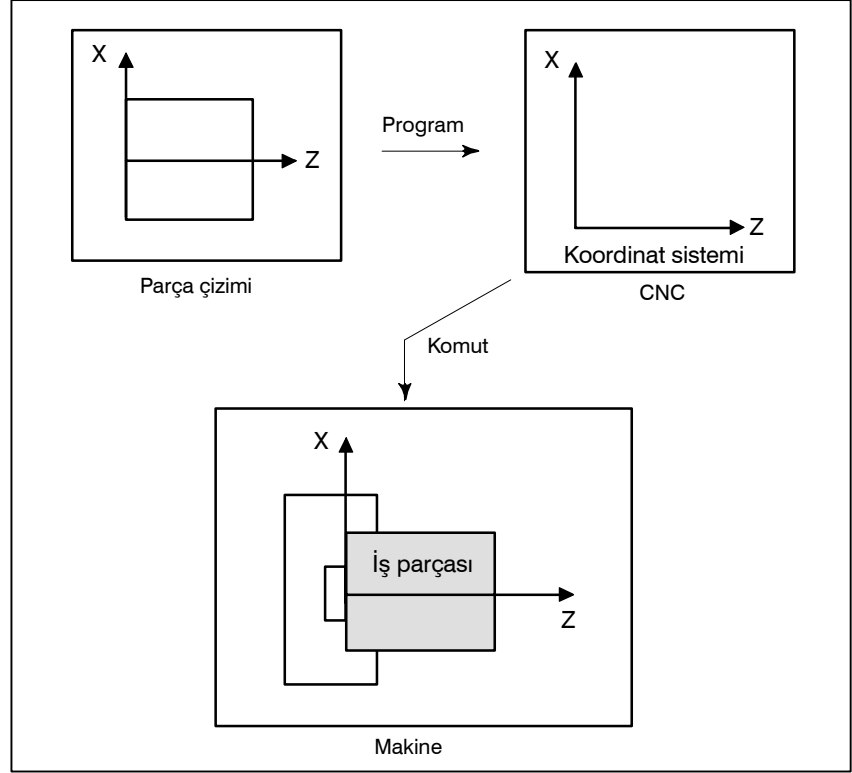 X
Z
Parça çizimi
Program
X
Z
Koordinat sistemi
CNC
Komut
X
İş parçası
Z
Makine